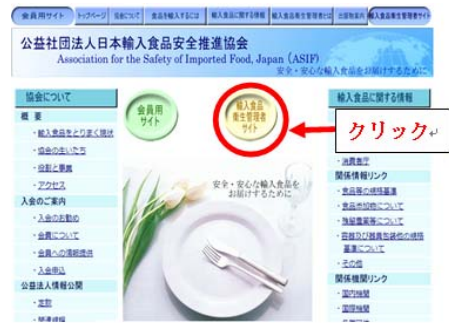 会員用サイト トップページ 協会について 食品を輸入するには 輸入食品に関する情報 輸入食品衛生管理者とは 出版物案内 輸入食品衛生管理者サイト
公益社団法人日本輸入食品安全推進協会
Association for the Safety of Imported Food, Japan (ASIF)
安全・安心な輸入食品をお届けするために
協会について
概 要
・輸入食品をとりまく現状
・協会の生いたち
・役割と事業
・アクセス
入会のご案内
・入会のお勧め
・会員について
・会員への情報提供
・入会申込
公益法人情報公開
・定款
・関連規程
会員用
サイト
輸入食品
衛生管理者
サイト
安全・安心な輸入食品を
お届けするために
輸入食品に関する情報
クリック
・消費者庁
関係情報リンク
・食品等の規格基準
・食品添加物について
・残留農薬等について
・容器及び器具包装他の規格
基準について
・その他
関係機関リンク
・国内機関
・国際機関